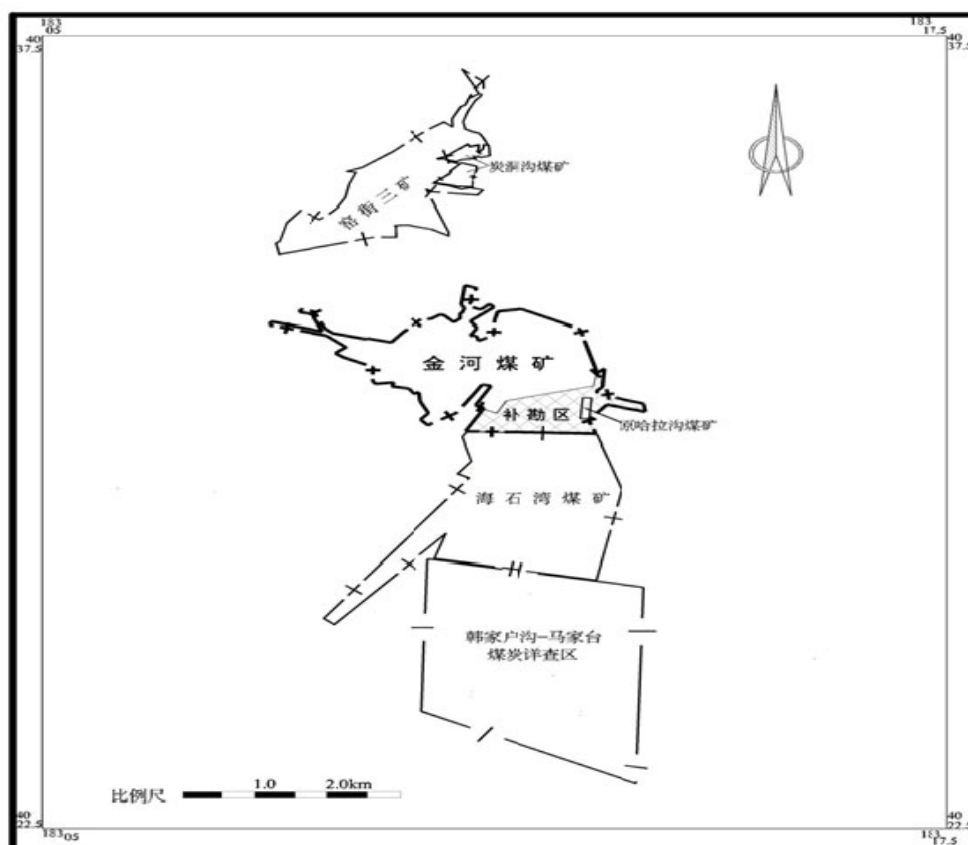 183 05
183 17.5
40 37.5
40 37.5
炭洞沟煤矿
窑街三矿
金河煤矿
补勘区
原哈拉沟煤矿
海石湾煤矿
韩家户沟-马家台
煤炭详查区
比例尺
1.0 2.0km
40 22.5
40 22.5
183 05
183 17.5